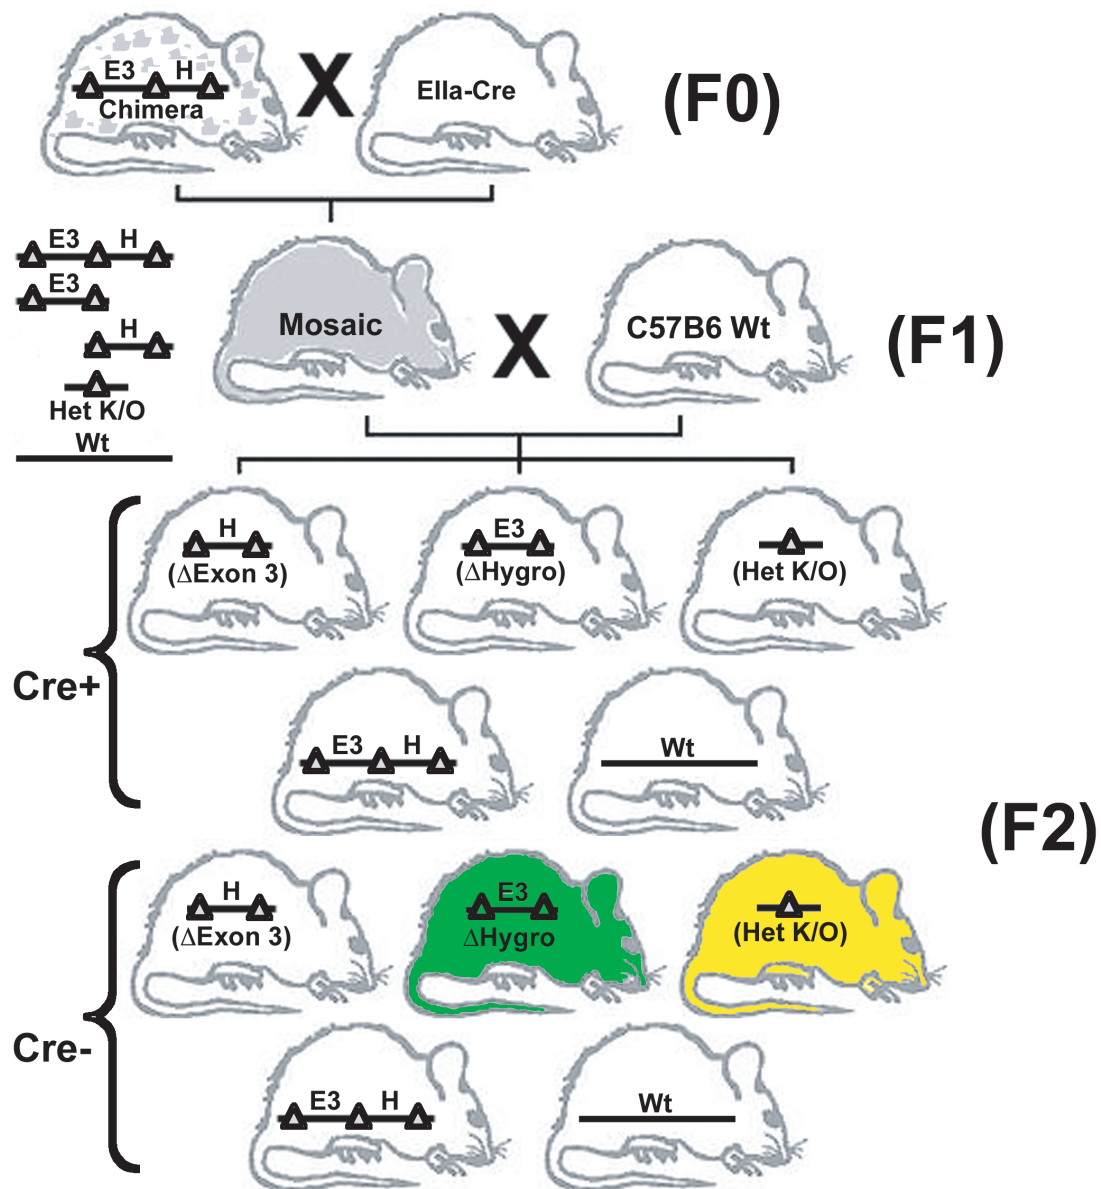 E3 H
Chimera
X
Ella-Cre
(F0)
E3 H
E3
H
Het K/O
Wt
Mosaic
X
C57B6 Wt
(F1)
Cre+
H
(ΔExon 3)
E3
(ΔHygro)
(Het K/O)
E3 H
Wt
(F2)
Cre-
H
(ΔExon 3)
E3
ΔHygro
(Het K/O)
E3 H
Wt